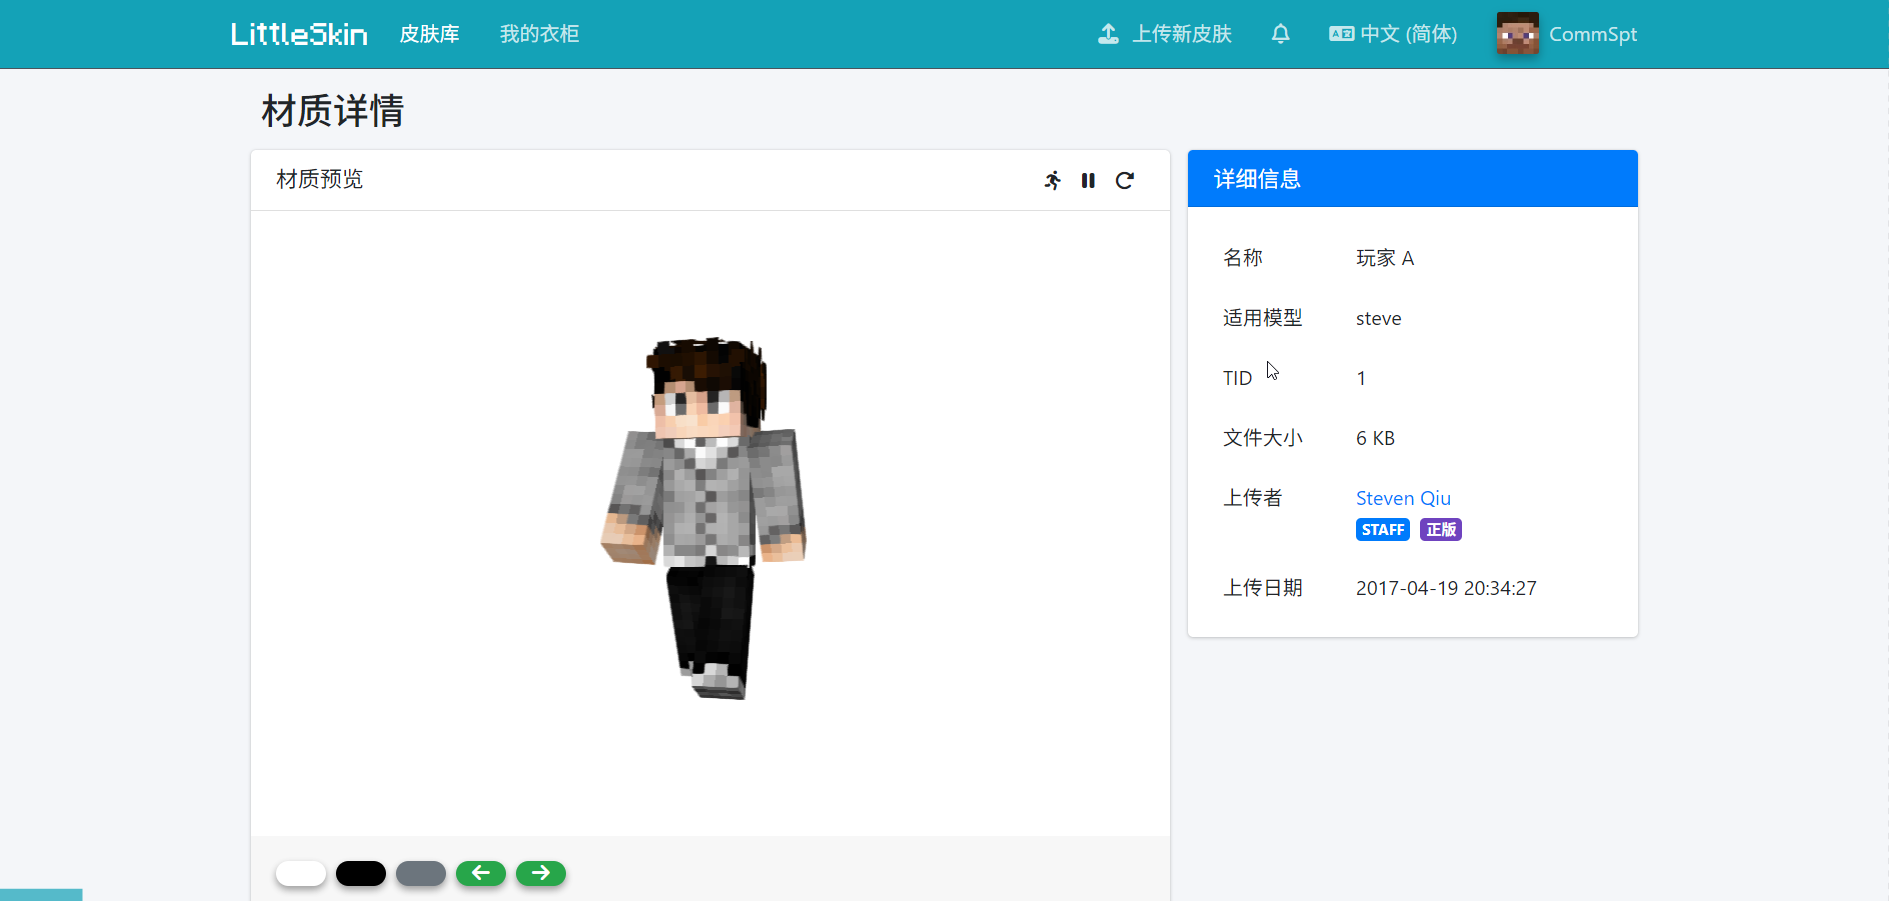 LittleSkin 皮肤库 我的衣柜 上传新皮肤 中文 (简体) CommSpt
材质详情
材质预览
详细信息
名称 玩家 A
适用模型 steve
TID 1
文件大小 6 KB
上传者 Steven Qiu
STAFF 正版
上传日期 2017-04-19 20:34:27